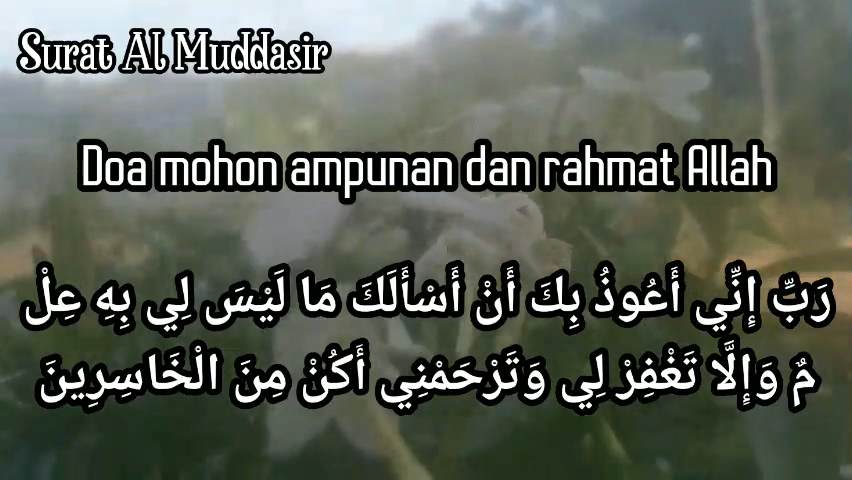 Surat Al Muddasir
Doa mohon ampunan dan rahmat Allah
رَبِّ إِنِّي أَعُوذُ بِكَ أَنْ أَسْأَلَكَ مَا لَيْسَ لِي بِهِ عِلْ
مٌ وَإِلَّا تَغْفِرْ لِي وَتَرْحَمْنِي أَكُنْ مِنَ الْخَاسِرِينَ